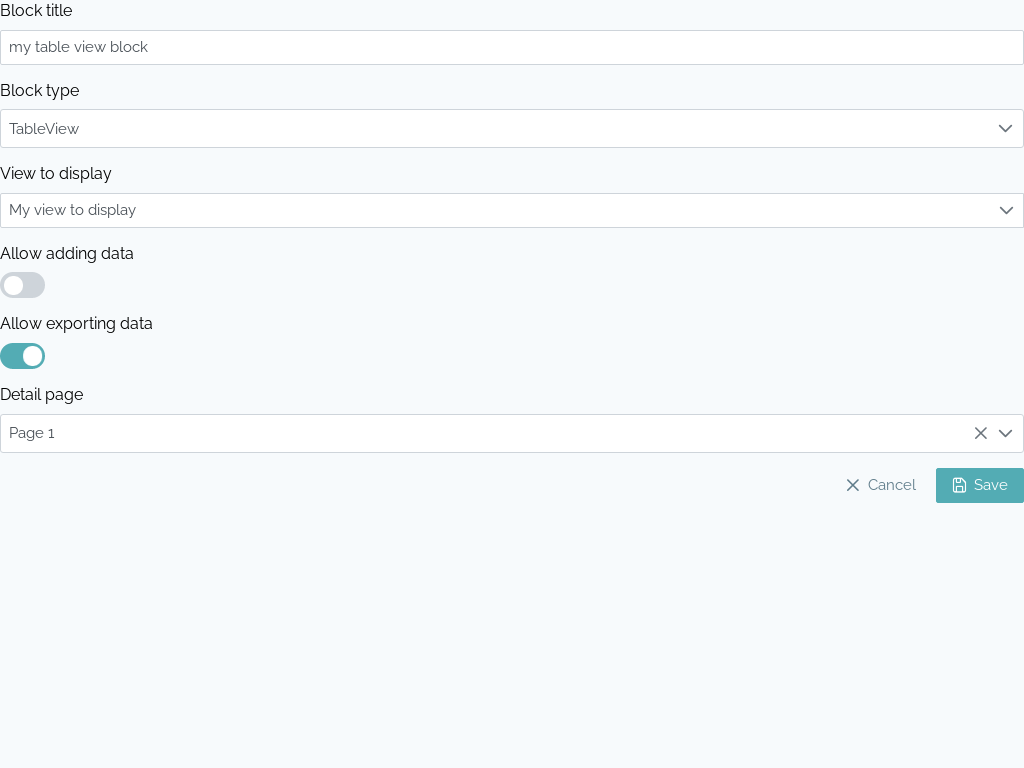 Block title
my table view block
Block type
TableView
View to display
My view to display
Allow adding data
Allow exporting data
Detail page
Page 1
Cancel
Save